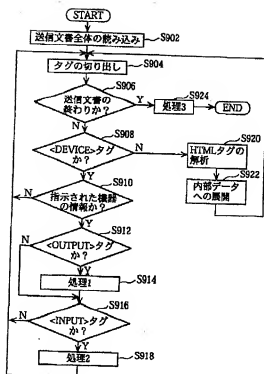 START
送信文書全体の読み込み
S902
タグの切り出し
S904
送信文書の
終わりか？
S906
Y
処理3
S924
END
N
<DEVICE>タグ
か？
S908
N
HTMLタグの
解析
S920
内部データ
への展開
S922
Y
指示された機器
の情報か？
S910
N
Y
<OUTPUT>タグ
か？
S912
N
Y
処理1
S914
<INPUT>タグ
か？
S916
N
Y
処理2
S918